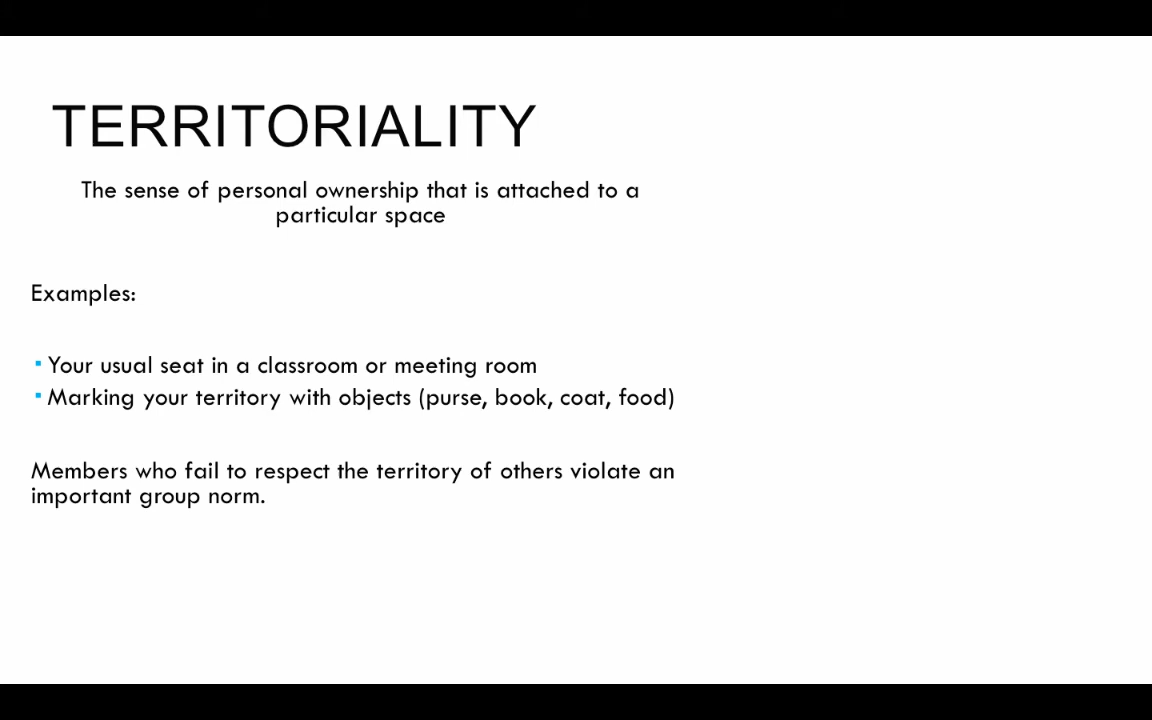 TERRITORIALITY
The sense of personal ownership that is attached to a
particular space
Examples:
▪ Your usual seat in a classroom or meeting room
▪ Marking your territory with objects (purse, book, coat, food)
Members who fail to respect the territory of others violate an
important group norm.